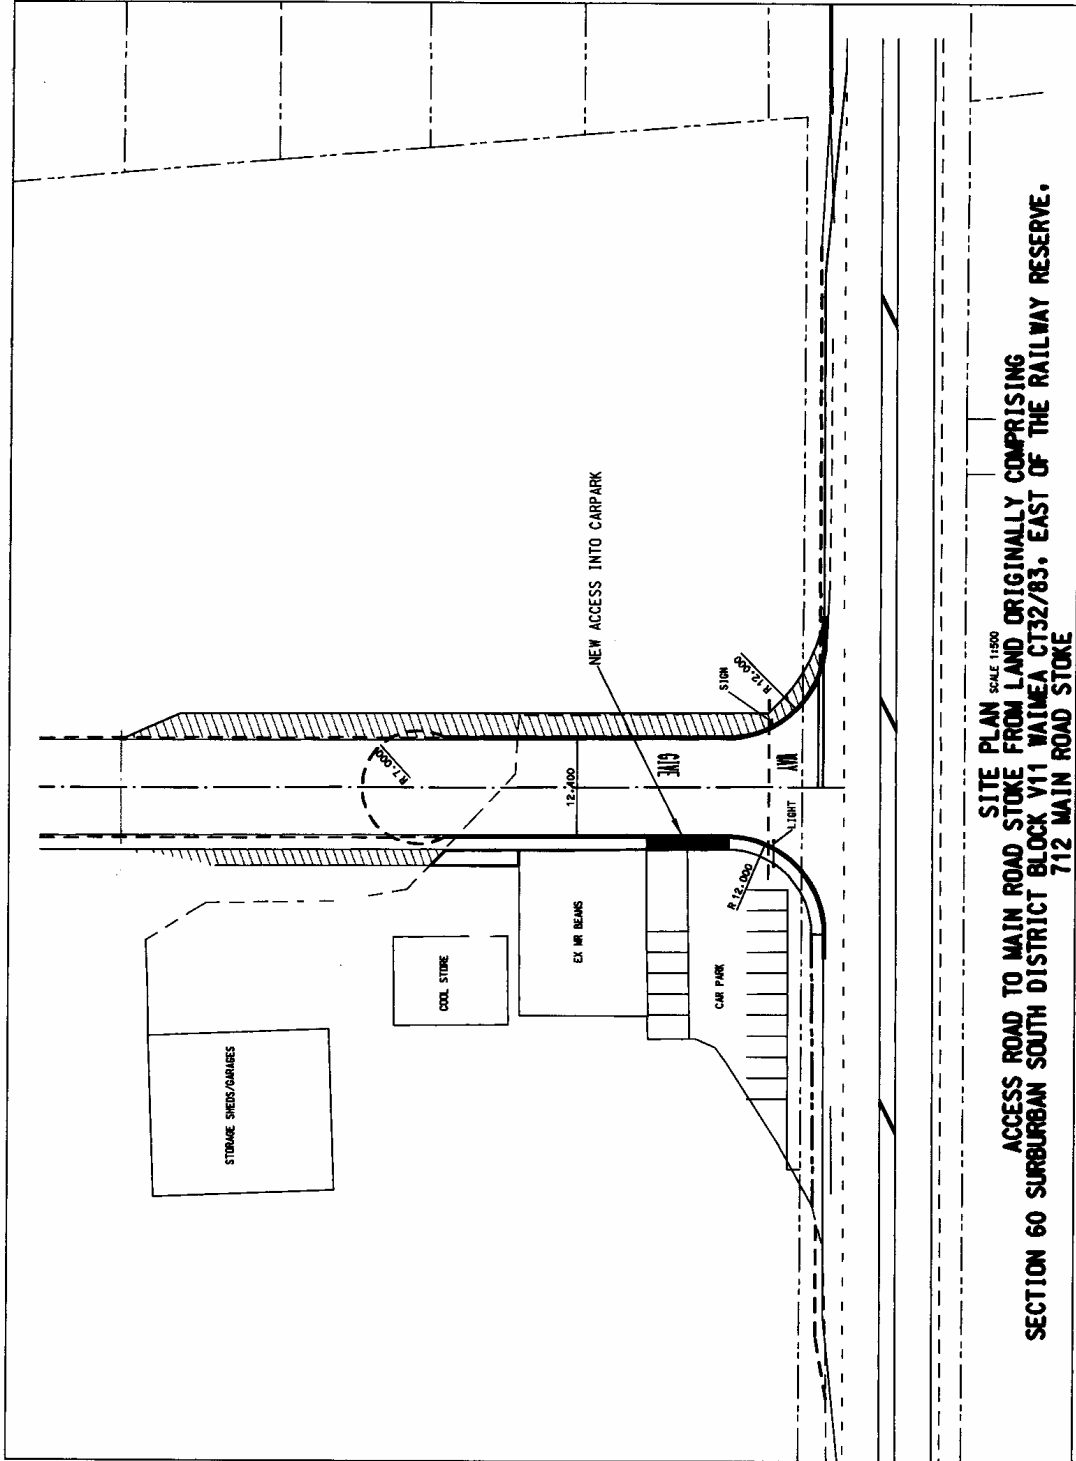 STORAGE SHEDS/GARAGES
COOL STORE
EX MR BEANS
CAR PARK
R 12.000
LIGHT
R 7.000
12.400
GIVE
WAY
SIGN
R 12.000
NEW ACCESS INTO CARPARK
SITE PLAN SCALE 1:500
ACCESS ROAD TO MAIN ROAD STOKE FROM LAND ORIGINALLY COMPRISING
SECTION 60 SURBURBAN SOUTH DISTRICT BLOCK V11 WAIMEA CT32/83, EAST OF THE RAILWAY RESERVE,
712 MAIN ROAD STOKE